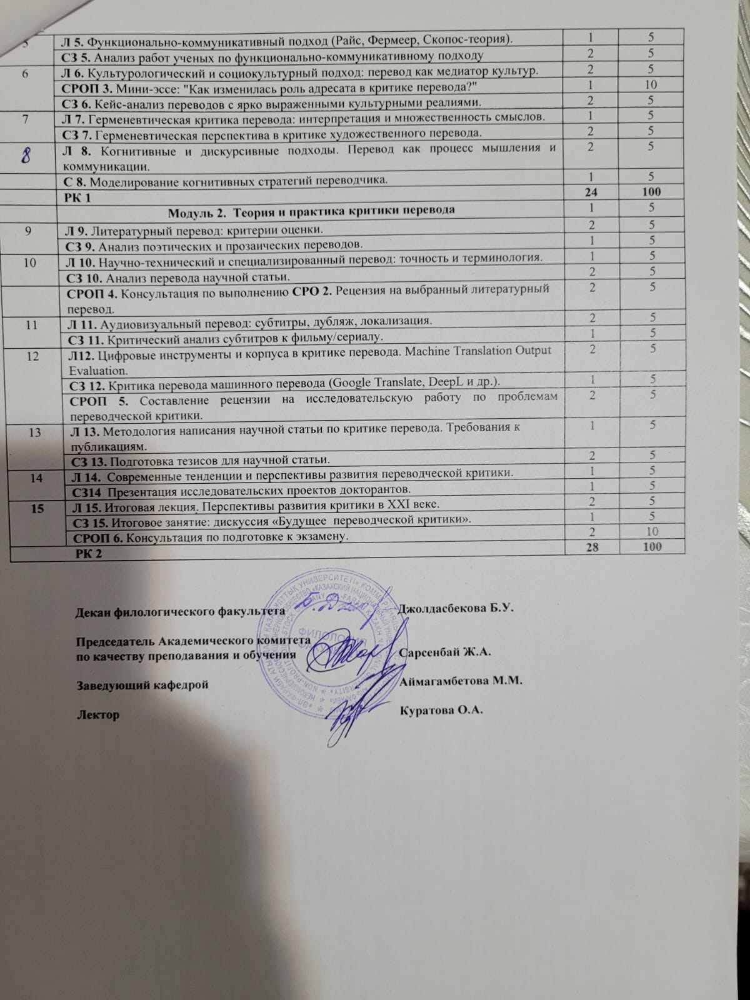 Л 5. Функционально-коммуникативный подход (Райс, Фермеер, Скопос-теория). 1 5
СЗ 5. Анализ работ ученых по функционально-коммуникативному подходу 2 5
6 Л 6. Культурологический и социокультурный подход: перевод как медиатор культур. 2 5
СРОП 3. Мини-эссе: "Как изменилась роль адресата в критике перевода?" 1 10
СЗ 6. Кейс-анализ переводов с ярко выраженными культурными реалиями. 2 5
7 Л 7. Герменевтическая критика перевода: интерпретация и множественность смыслов. 1 5
СЗ 7. Герменевтическая перспектива в критике художественного перевода. 2 5
8 Л 8. Когнитивные и дискурсивные подходы. Перевод как процесс мышления и 2 5
коммуникации.
С 8. Моделирование когнитивных стратегий переводчика. 1 5
РК 1 24 100
Модуль 2. Теория и практика критики перевода 1 5
9 Л 9. Литературный перевод: критерии оценки. 2 5
СЗ 9. Анализ поэтических и прозаических переводов. 1 5
10 Л 10. Научно-технический и специализированный перевод: точность и терминология. 1 5
СЗ 10. Анализ перевода научной статьи. 2 5
СРОП 4. Консультация по выполнению СРО 2. Рецензия на выбранный литературный 2 5
перевод.
11 Л 11. Аудиовизуальный перевод: субтитры, дубляж, локализация. 2 5
СЗ 11. Критический анализ субтитров к фильму/сериалу. 1 5
12 Л12. Цифровые инструменты и корпуса в критике перевода. Machine Translation Output 2 5
Evaluation.
СЗ 12. Критика перевода машинного перевода (Google Translate, DeepL и др.). 1 5
СРОП 5. Составление рецензии на исследовательскую работу по проблемам 2 5
переводческой критики.
13 Л 13. Методология написания научной статьи по критике перевода. Требования к 1 5
публикациям.
СЗ 13. Подготовка тезисов для научной статьи. 2 5
14 Л 14. Современные тенденции и перспективы развития переводческой критики. 1 5
СЗ14 Презентация исследовательских проектов докторантов. 1 5
15 Л 15. Итоговая лекция. Перспективы развития критики в XXI веке. 2 5
СЗ 15. Итоговое занятие: дискуссия «Будущее переводческой критики». 1 5
СРОП 6. Консультация по подготовке к экзамену. 2 10
РК 2 28 100
Декан филологического факультета Джолдасбекова Б.У.
Председатель Академического комитета
по качеству преподавания и обучения Сарсенбай Ж.А.
Заведующий кафедрой Аймагамбетова М.М.
Лектор Куратова О.А.